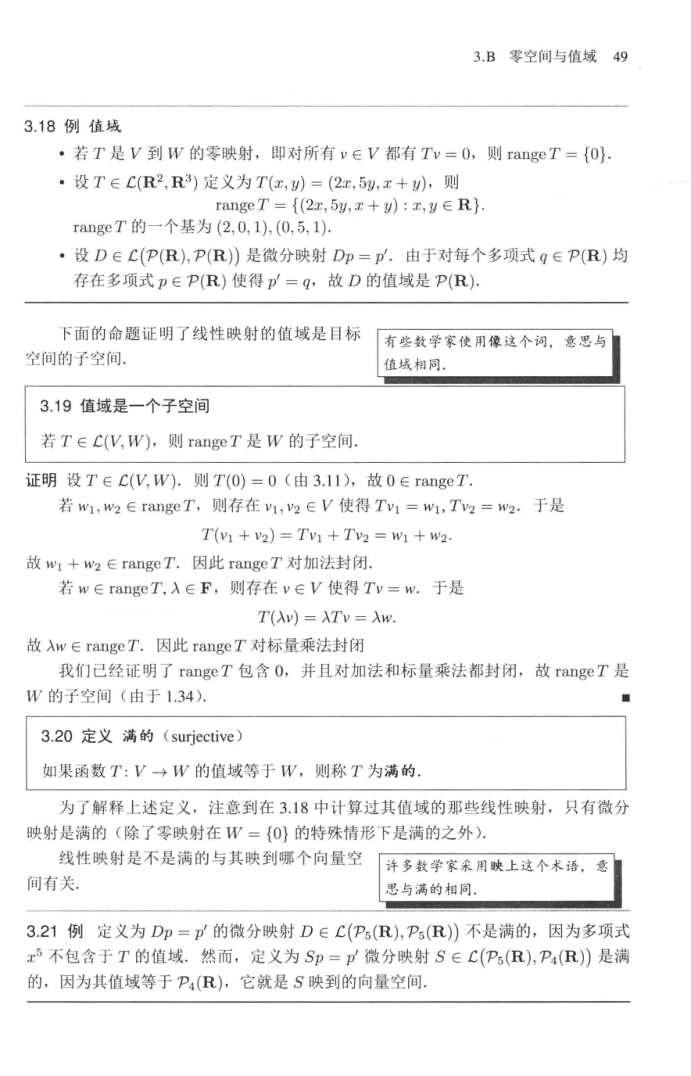 3.B 零空间与值域 49
3.18 例 值域
• 若 T 是 V 到 W 的零映射，即对所有 v ∈ V 都有 Tv = 0，则 range T = {0}.
• 设 T ∈ ℒ(R², R³) 定义为 T(x, y) = (2x, 5y, x + y)，则
range T = {(2x, 5y, x + y) : x, y ∈ R}.
range T 的一个基为 (2, 0, 1), (0, 5, 1).
• 设 D ∈ ℒ(𝒫(R), 𝒫(R)) 是微分映射 Dp = p′. 由于对每个多项式 q ∈ 𝒫(R) 均
存在多项式 p ∈ 𝒫(R) 使得 p′ = q，故 D 的值域是 𝒫(R).
下面的命题证明了线性映射的值域是目标
空间的子空间.
有些数学家使用像这个词，意思与
值域相同.
3.19 值域是一个子空间
若 T ∈ ℒ(V, W)，则 range T 是 W 的子空间.
证明 设 T ∈ ℒ(V, W). 则 T(0) = 0（由 3.11），故 0 ∈ range T.
若 w₁, w₂ ∈ range T，则存在 v₁, v₂ ∈ V 使得 Tv₁ = w₁, Tv₂ = w₂. 于是
T(v₁ + v₂) = Tv₁ + Tv₂ = w₁ + w₂.
故 w₁ + w₂ ∈ range T. 因此 range T 对加法封闭.
若 w ∈ range T, λ ∈ F，则存在 v ∈ V 使得 Tv = w. 于是
T(λv) = λTv = λw.
故 λw ∈ range T. 因此 range T 对标量乘法封闭
我们已经证明了 range T 包含 0，并且对加法和标量乘法都封闭，故 range T 是
W 的子空间（由于 1.34）. ■
3.20 定义 满的（surjective）
如果函数 T: V → W 的值域等于 W，则称 T 为满的.
为了解释上述定义，注意到在 3.18 中计算过其值域的那些线性映射，只有微分
映射是满的（除了零映射在 W = {0} 的特殊情形下是满的之外）.
线性映射是不是满的与其映到哪个向量空
间有关.
许多数学家采用映上这个术语，意
思与满的相同.
3.21 例 定义为 Dp = p′ 的微分映射 D ∈ ℒ(𝒫₅(R), 𝒫₅(R)) 不是满的，因为多项式
x⁵ 不包含于 T 的值域. 然而，定义为 Sp = p′ 微分映射 S ∈ ℒ(𝒫₅(R), 𝒫₄(R)) 是满
的，因为其值域等于 𝒫₄(R)，它就是 S 映到的向量空间.